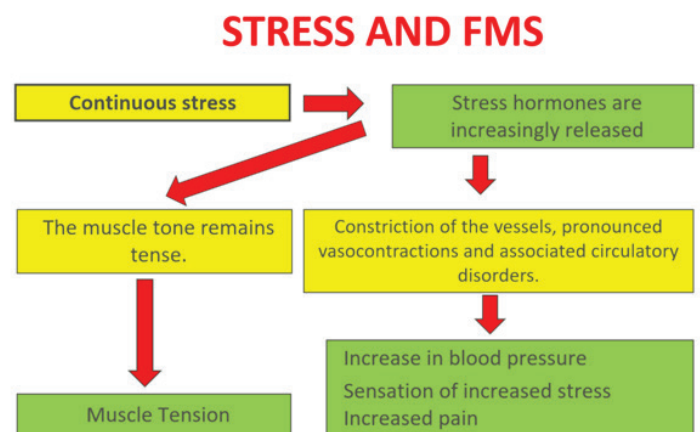 STRESS AND FMS
Continuous stress
Stress hormones are
increasingly released
The muscle tone remains
tense.
Constriction of the vessels, pronounced
vasocontractions and associated circulatory
disorders.
Muscle Tension
Increase in blood pressure
Sensation of increased stress
Increased pain